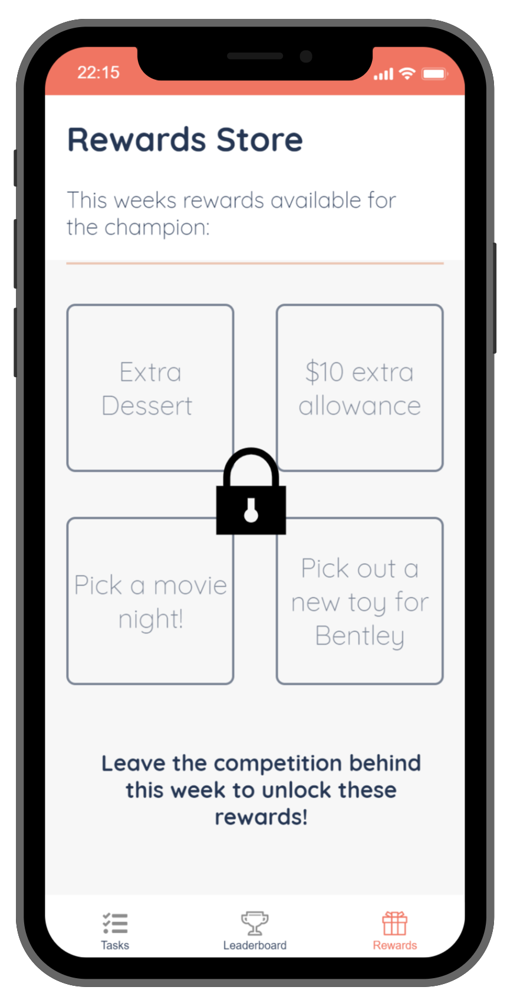 22:15
Rewards Store
This weeks rewards available for
the champion:
Extra
Dessert
$10 extra
allowance
Pick a movie
night!
Pick out a
new toy for
Bentley
Leave the competition behind
this week to unlock these
rewards!
Tasks
Leaderboard
Rewards